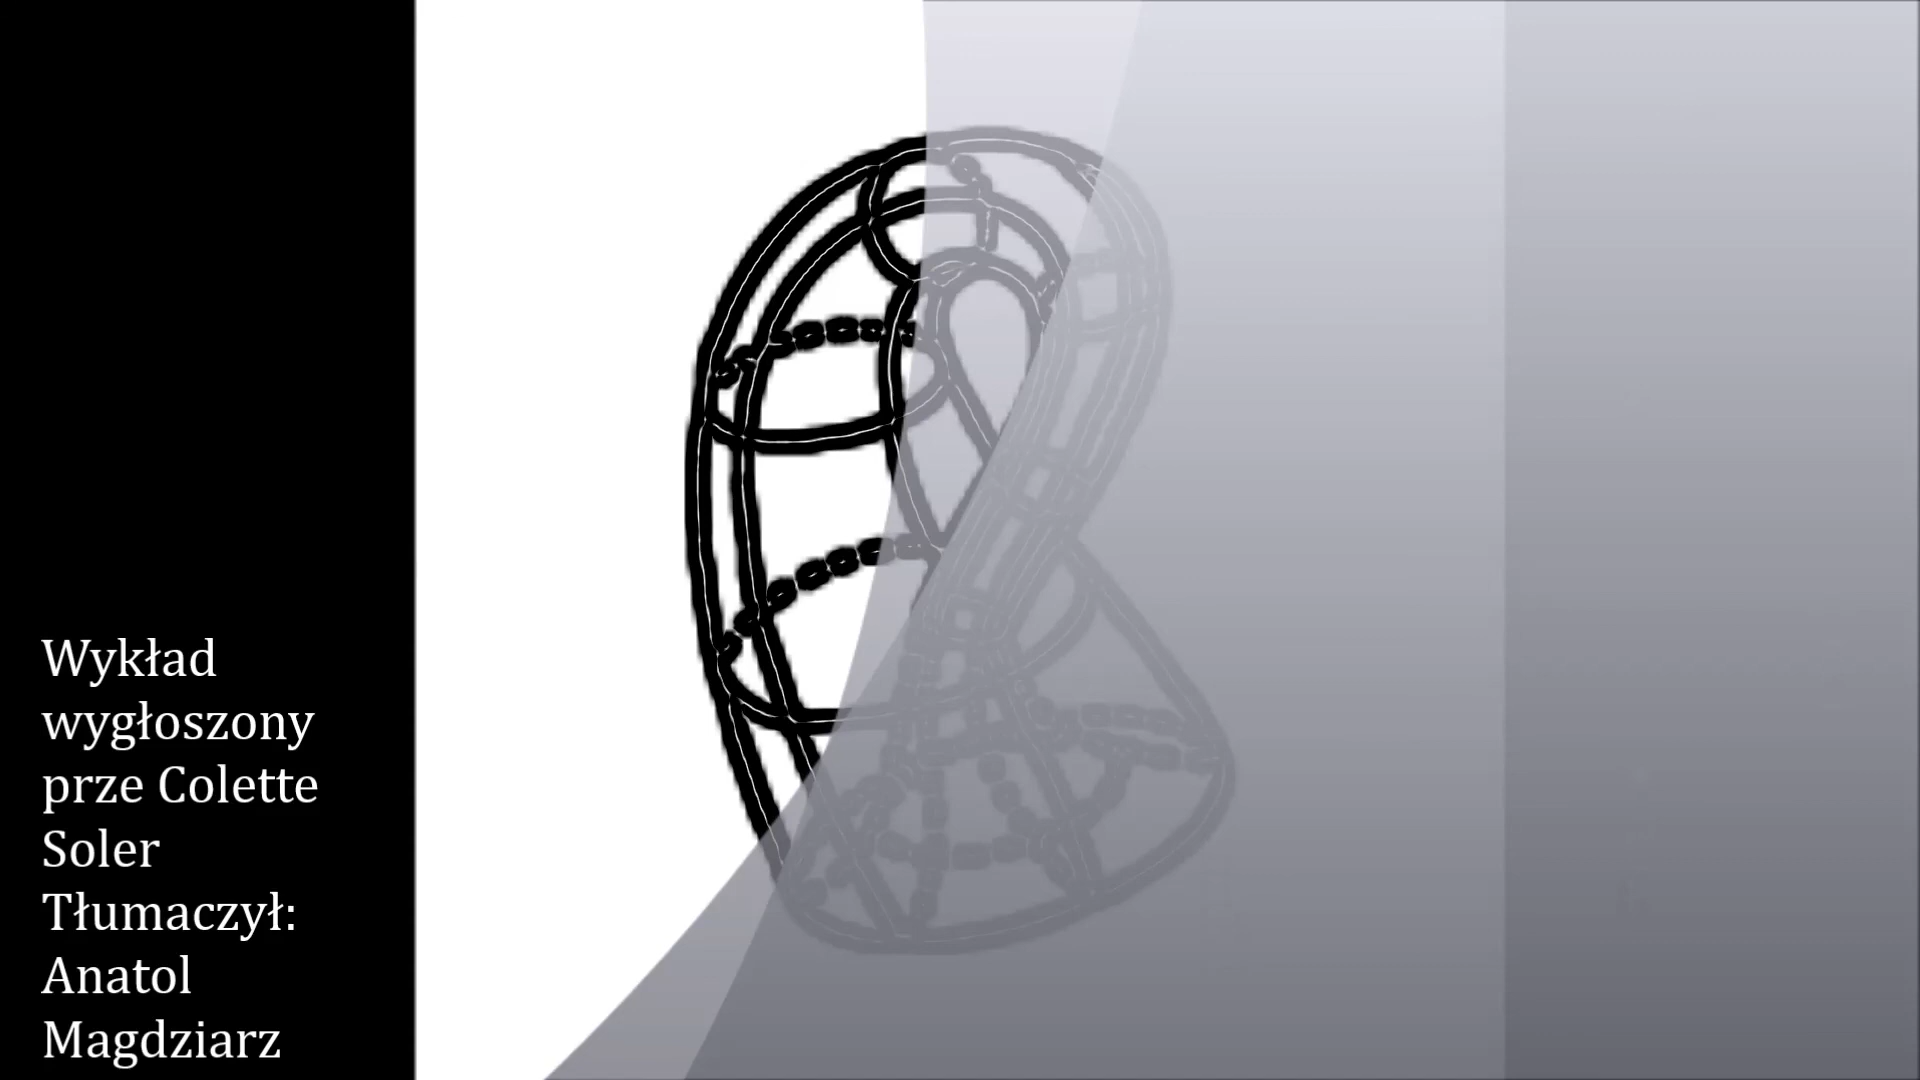 Wykład
wygłoszony
prze Colette
Soler
Tłumaczył:
Anatol
Magdziarz